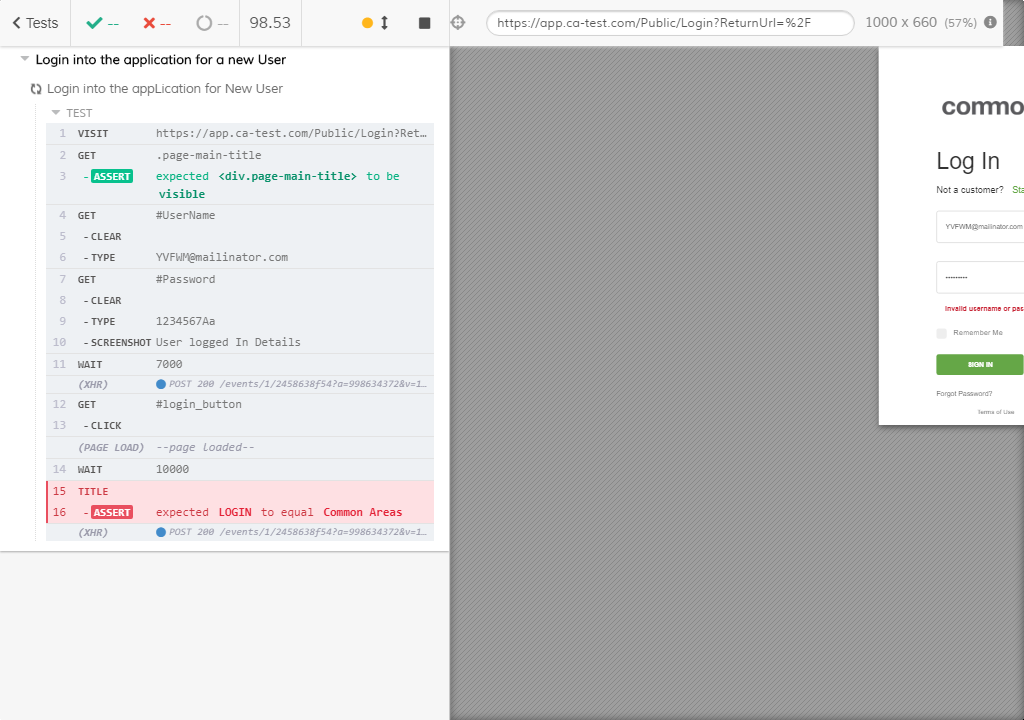 Tests
--
--
--
98.53
https://app.ca-test.com/Public/Login?ReturnUrl=%2F
1000 x 660 (57%)
Login into the application for a new User
Login into the appLication for New User
TEST
1 VISIT https://app.ca-test.com/Public/Login?Ret…
2 GET .page-main-title
3 -ASSERT expected <div.page-main-title> to be
visible
4 GET #UserName
5 -CLEAR
6 -TYPE YVFWM@mailinator.com
7 GET #Password
8 -CLEAR
9 -TYPE 1234567Aa
10 -SCREENSHOT User logged In Details
11 WAIT 7000
(XHR) POST 200 /events/1/2458638f54?a=998634372&v=1…
12 GET #login_button
13 -CLICK
(PAGE LOAD) --page loaded--
14 WAIT 10000
15 TITLE
16 -ASSERT expected LOGIN to equal Common Areas
(XHR) POST 200 /events/1/2458638f54?a=998634372&v=1…
commo
Log In
Not a customer? Sta
YVFWM@mailinator.com
Invalid username or pas
Remember Me
SIGN IN
Forgot Password?
Terms of Use